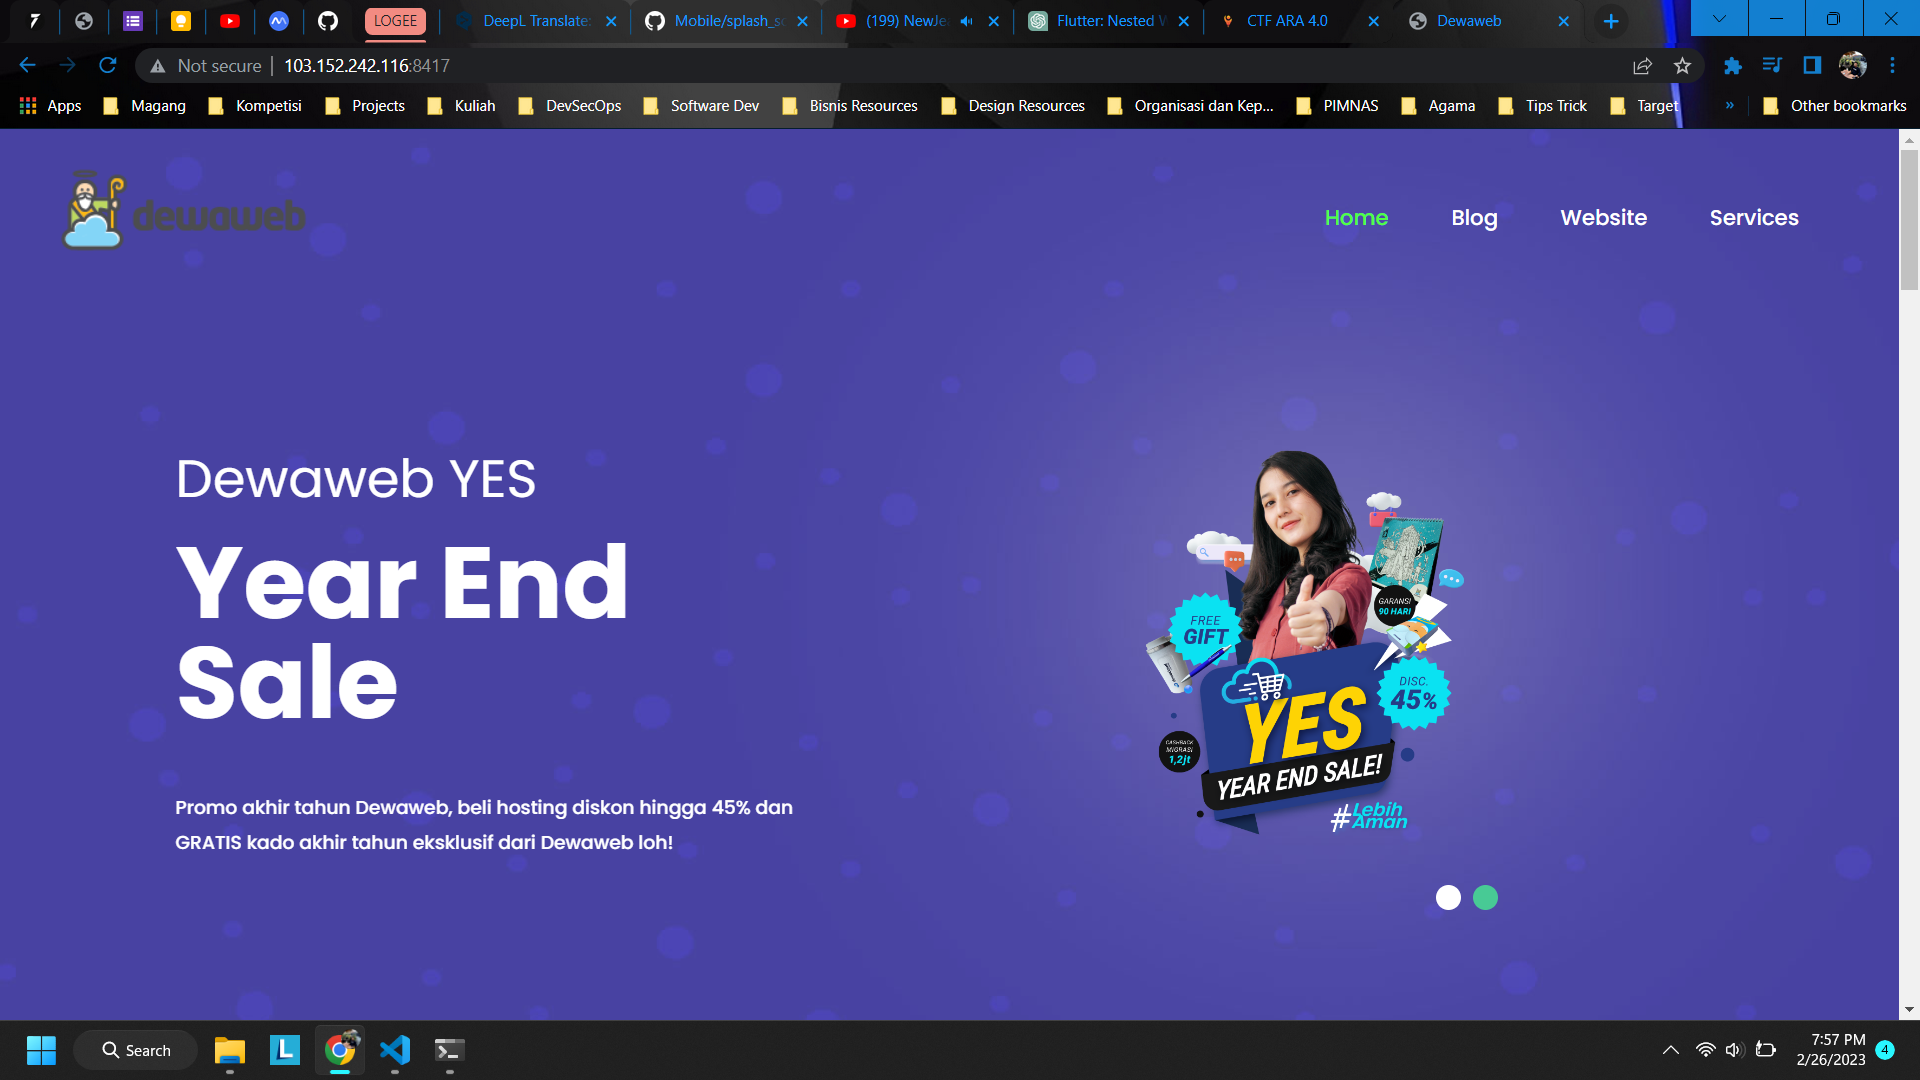 LOGEE
DeepL Translate:
Mobile/splash_sc
(199) NewJea
Flutter: Nested W
CTF ARA 4.0
Dewaweb
Not secure
103.152.242.116:8417
Apps
Magang
Kompetisi
Projects
Kuliah
DevSecOps
Software Dev
Bisnis Resources
Design Resources
Organisasi dan Kep...
PIMNAS
Agama
Tips Trick
Target
»
Other bookmarks
dewaweb
Home
Blog
Website
Services
Dewaweb YES
Year End
Sale
Promo akhir tahun Dewaweb, beli hosting diskon hingga 45% dan
GRATIS kado akhir tahun eksklusif dari Dewaweb loh!
GARANSI
90 HARI
FREE
GIFT
DISC.
45%
YES
CASHBACK
MIGRASI
1,2jt
YEAR END SALE!
#Lebih
Aman
Search
L
7:57 PM
2/26/2023
4